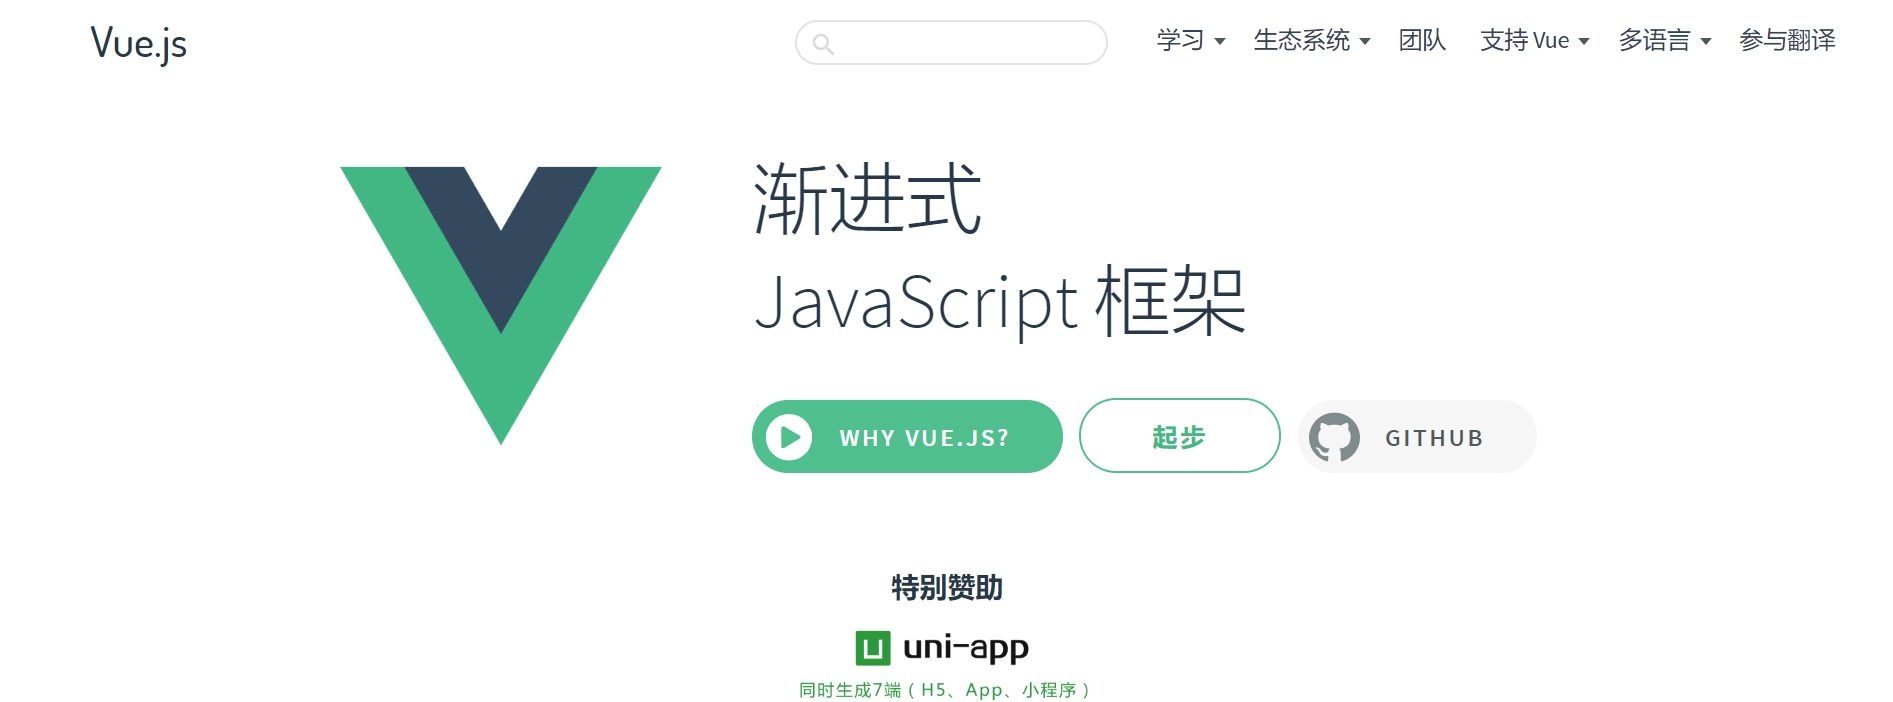 Vue.js
学习 生态系统 团队 支持 Vue 多语言 参与翻译
渐进式
JavaScript 框架
WHY VUE.JS? 起步 GITHUB
特别赞助
uni-app
同时生成7端（H5、App、小程序）